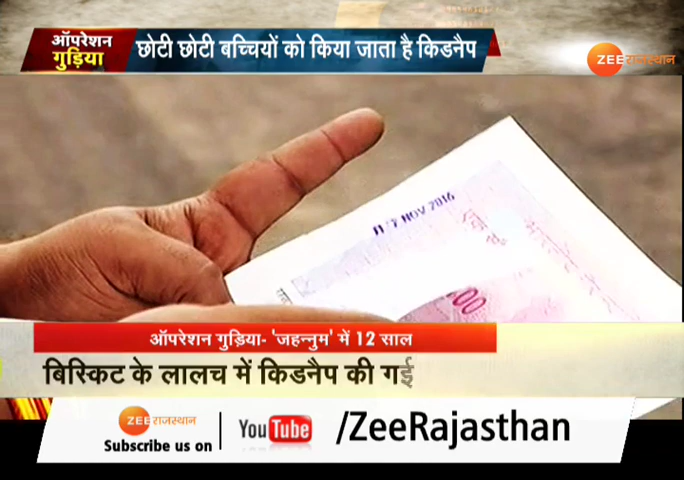 ऑपरेशन
गुड़िया
छोटी छोटी बच्चियों को किया जाता है किडनैप
ZEE राजस्थान
NOV 2016
00
ऑपरेशन गुड़िया- 'जहन्नुम' में 12 साल
बिस्किट के लालच में किडनैप की गई
ZEE राजस्थान
Subscribe us on
YouTube
/ZeeRajasthan